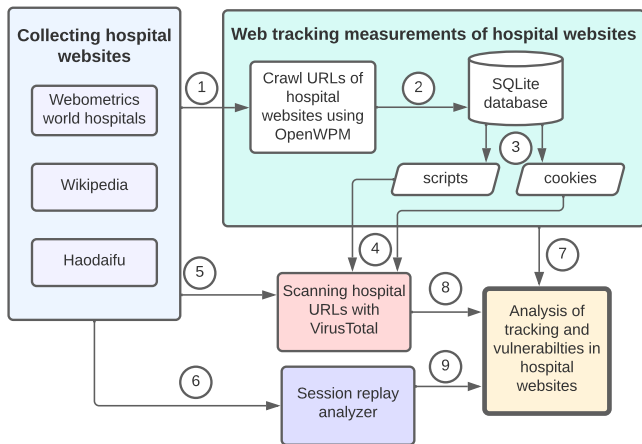 Collecting hospital
websites
Webometrics
world hospitals
Wikipedia
Haodaifu
Web tracking measurements of hospital websites
1
Crawl URLs of
hospital
websites using
OpenWPM
2
SQLite
database
3
scripts
cookies
4
5
Scanning hospital
URLs with
VirusTotal
6
Session replay
analyzer
7
8
9
Analysis of
tracking and
vulnerabilties in
hospital
websites